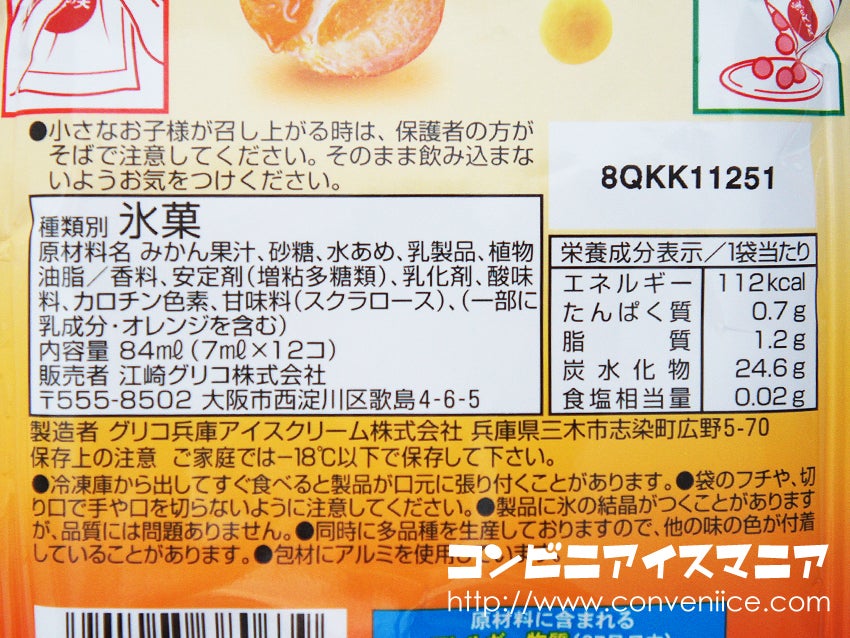 ●小さなお子様が召し上がる時は、保護者の方が
そばで注意してください。そのまま飲み込まな
いようお気をつけください。
8QKK11251
種類別 氷菓
原材料名 みかん果汁、砂糖、水あめ、乳製品、植物
油脂／香料、安定剤(増粘多糖類)、乳化剤、酸味
料、カロチン色素、甘味料(スクラロース)、(一部に
乳成分・オレンジを含む)
内容量 84㎖(7㎖×12コ)
販売者 江崎グリコ株式会社
〒555-8502 大阪市西淀川区歌島4-6-5
栄養成分表示／1袋当たり
エネルギー 112kcal
たんぱく質 0.7g
脂質 1.2g
炭水化物 24.6g
食塩相当量 0.02g
製造者 グリコ兵庫アイスクリーム株式会社 兵庫県三木市志染町広野5-70
保存上の注意 ご家庭では−18℃以下で保存して下さい。
●冷凍庫から出してすぐ食べると製品が口元に張り付くことがあります。●袋のフチや、切
り口で手や口を切らないように注意してください。●製品に氷の結晶がつくことがあります
が、品質には問題ありません。●同時に多品種を生産しておりますので、他の味の色が付着
していることがあります。●包材にアルミを使用しています。
コンビニアイスマニア
http://www.conveniice.com
原材料に含まれる